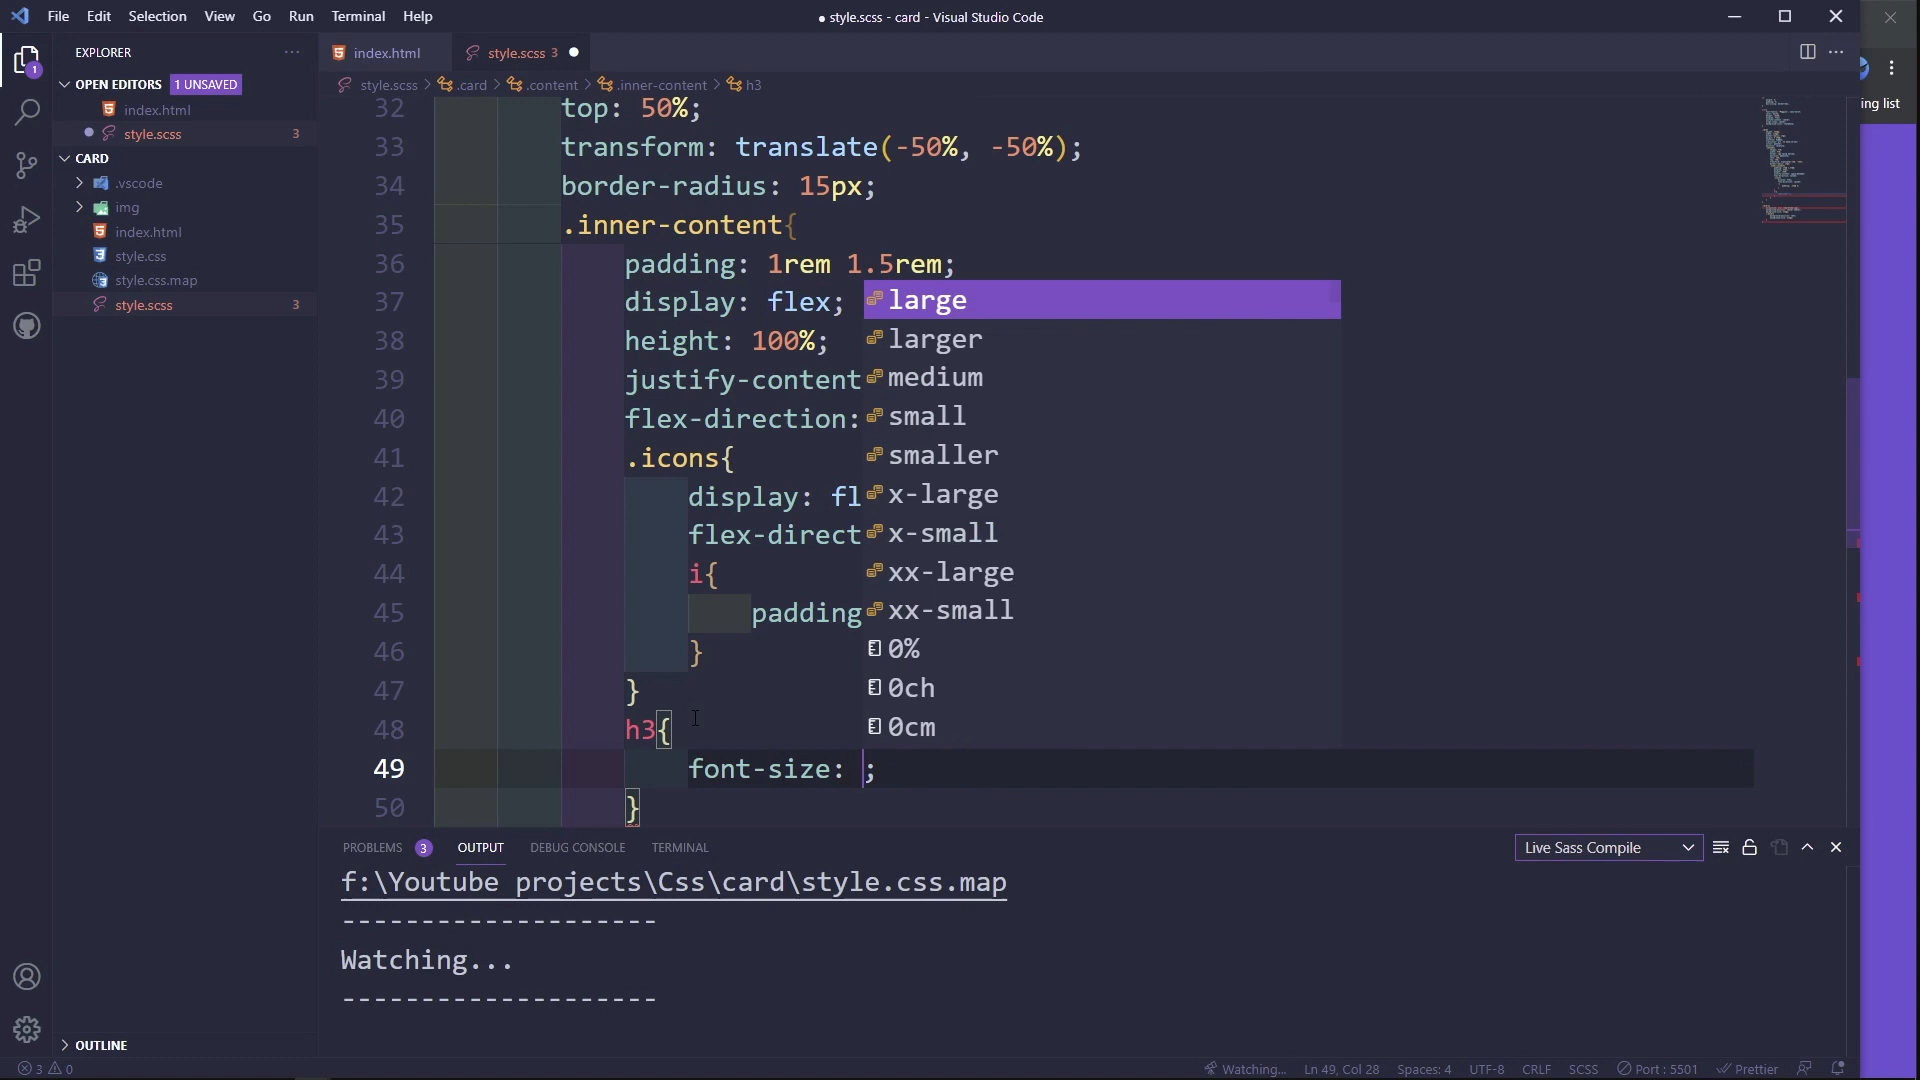 File Edit Selection View Go Run Terminal Help
● style.scss - card - Visual Studio Code
EXPLORER
OPEN EDITORS 1 UNSAVED
index.html
style.scss 3
CARD
.vscode
img
index.html
style.css
style.css.map
style.scss 3
OUTLINE
1
index.html
style.scss 3
style.scss > .card > .content > .inner-content > h3
ing list
32 top: 50%;
33 transform: translate(-50%, -50%);
34 border-radius: 15px;
35 .inner-content{
36 padding: 1rem 1.5rem;
37 display: flex;
38 height: 100%;
39 justify-content
40 flex-direction:
41 .icons{
42 display: fl
43 flex-direct
44 i{
45 padding
46 }
47 }
48 h3{
49 font-size: ;
50 }
large
larger
medium
small
smaller
x-large
x-small
xx-large
xx-small
0%
0ch
0cm
PROBLEMS 3 OUTPUT DEBUG CONSOLE TERMINAL
Live Sass Compile
f:\Youtube projects\Css\card\style.css.map
--------------------
Watching...
--------------------
3 0
Watching... Ln 49, Col 28 Spaces: 4 UTF-8 CRLF SCSS Port : 5501 Prettier